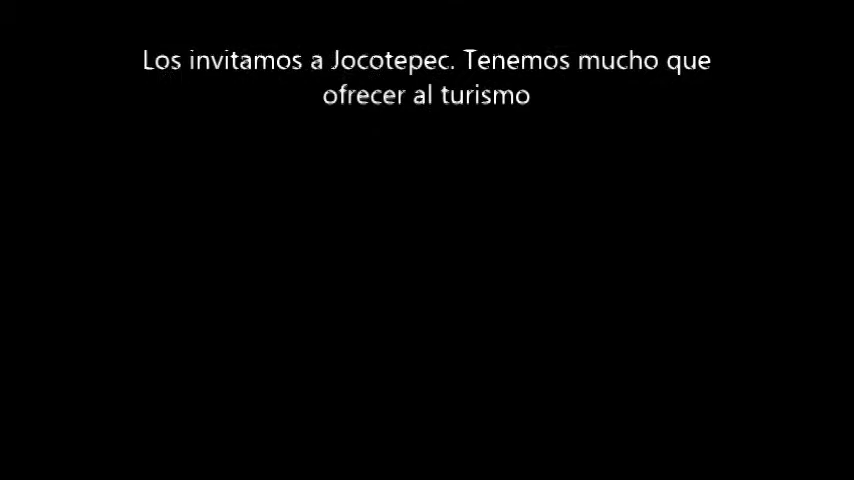 Los invitamos a Jocotepec. Tenemos mucho que
ofrecer al turismo